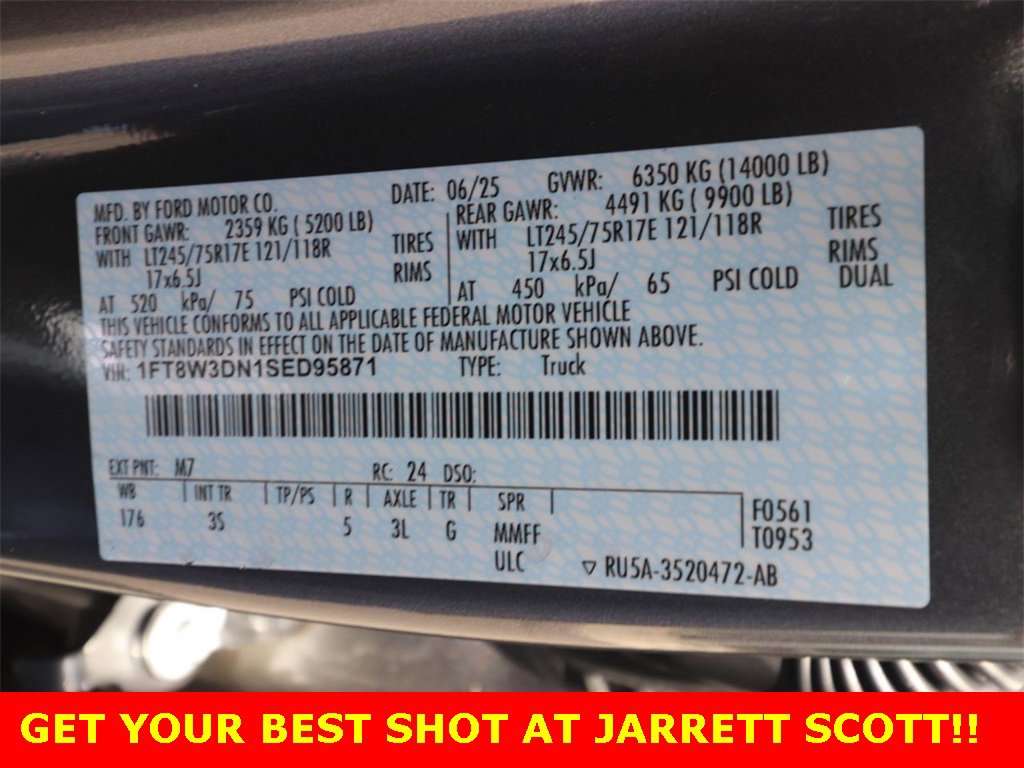 MFD. BY FORD MOTOR CO. DATE: 06/25 GVWR: 6350 KG (14000 LB)
FRONT GAWR: 2359 KG ( 5200 LB) REAR GAWR: 4491 KG ( 9900 LB)
WITH LT245/75R17E 121/118R TIRES WITH LT245/75R17E 121/118R TIRES
17x6.5J RIMS 17x6.5J RIMS
AT 520 kPa/ 75 PSI COLD AT 450 kPa/ 65 PSI COLD DUAL
THIS VEHICLE CONFORMS TO ALL APPLICABLE FEDERAL MOTOR VEHICLE
SAFETY STANDARDS IN EFFECT ON THE DATE OF MANUFACTURE SHOWN ABOVE.
VIN: 1FT8W3DN1SED95871 TYPE: Truck
EXT PNT: M7 RC: 24 DSO:
WB INT TR TP/PS R AXLE TR SPR F0561
176 3S 5 3L G MMFF T0953
ULC ▽ RU5A-3520472-AB
GET YOUR BEST SHOT AT JARRETT SCOTT!!